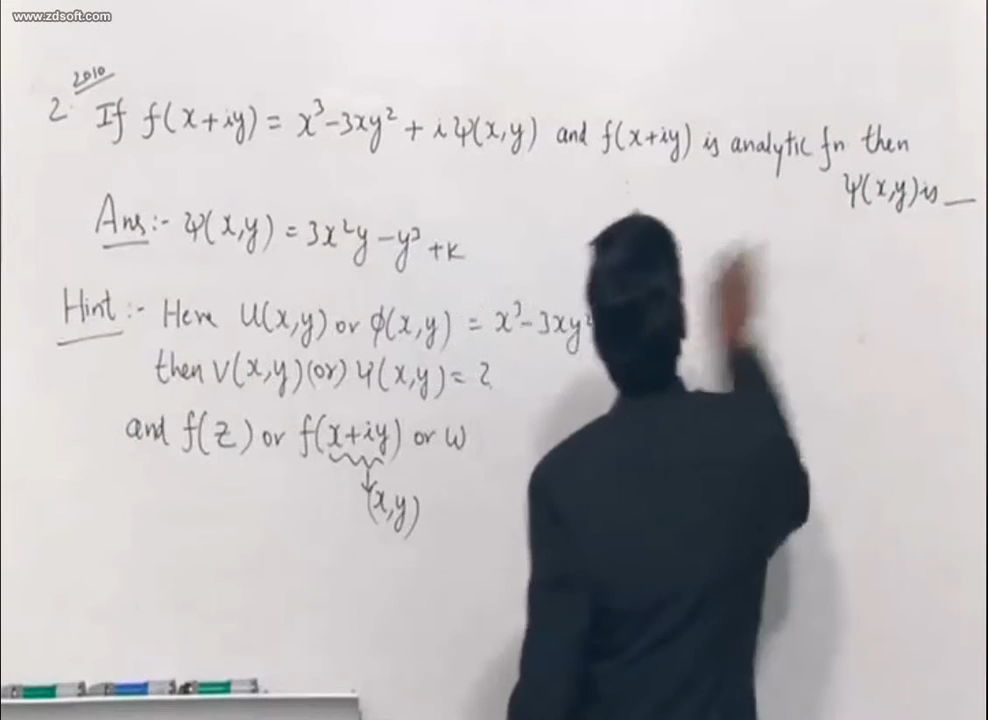 www.zdsoft.com
2010
2. If f(x+iy) = x³-3xy² + iψ(x,y) and f(x+iy) is analytic fn then
ψ(x,y) is __
Ans:- ψ(x,y) = 3x²y - y³ + K
Hint:- Here U(x,y) or ϕ(x,y) = x³-3xy²
then V(x,y) (or) ψ(x,y) = ?
and f(z) or f(x+iy) or w
(x,y)